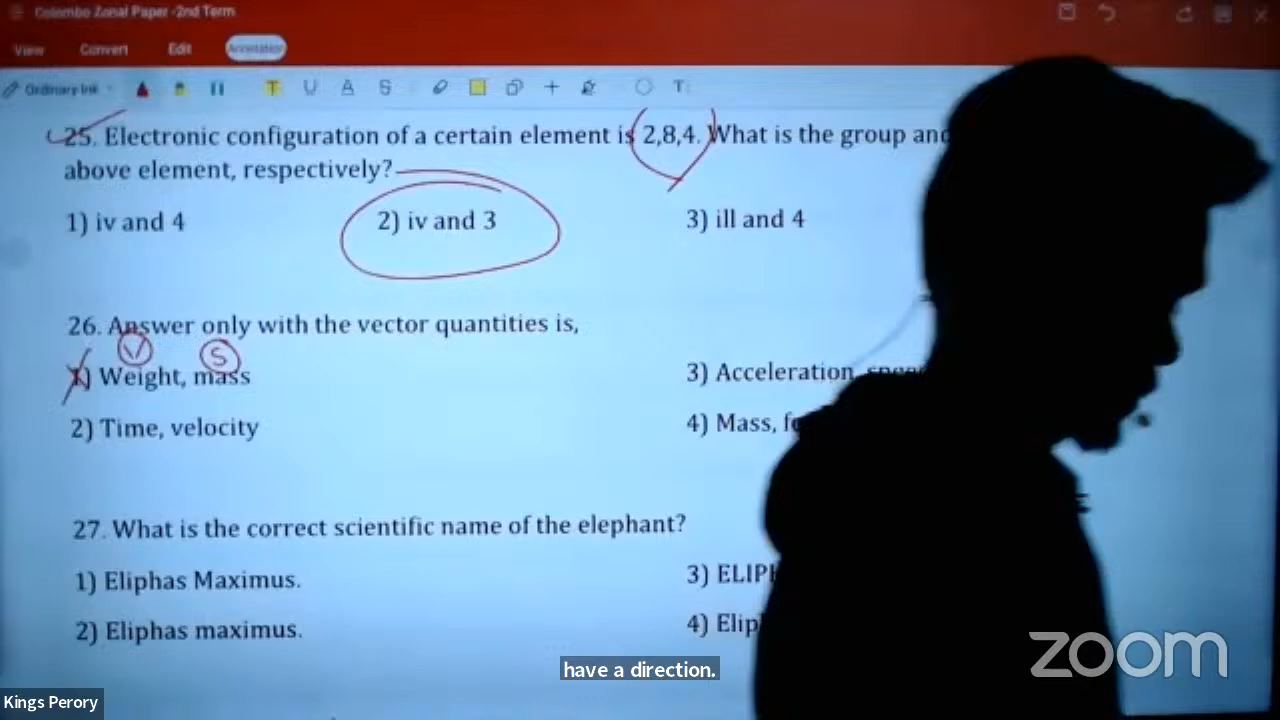 Colombo Zonal Paper -2nd Term
View Convert Edit Annotation
Ordinary Ink T U A S T
25. Electronic configuration of a certain element is 2,8,4. What is the group and
above element, respectively?
1) iv and 4 2) iv and 3 3) ill and 4
26. Answer only with the vector quantities is,
V S
1) Weight, mass 3) Acceleration,
2) Time, velocity 4) Mass,
27. What is the correct scientific name of the elephant?
1) Eliphas Maximus. 3)
2) Eliphas maximus. 4)
zoom
have a direction.
Kings Perory